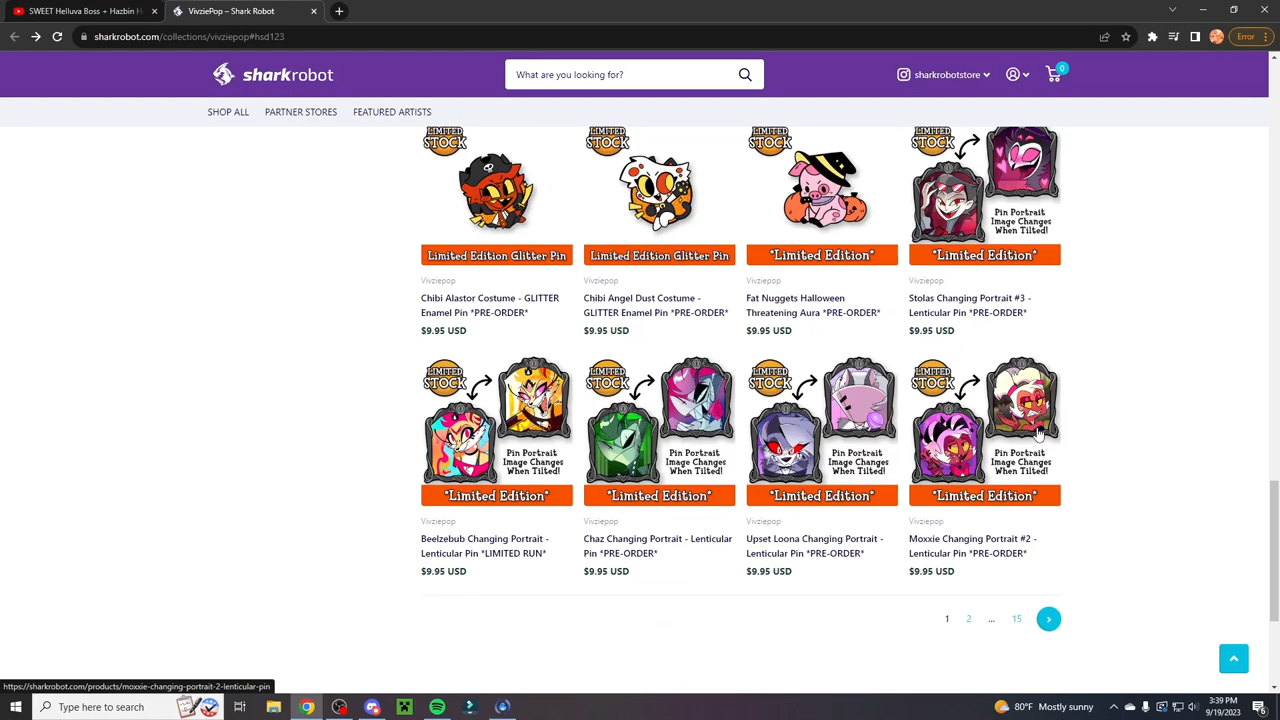 SWEET Helluva Boss + Hazbin H
VivziePop – Shark Robot
sharkrobot.com/collections/vivziepop#hsd123
Error
sharkrobot
What are you looking for?
sharkrobotstore
0
SHOP ALL
PARTNER STORES
FEATURED ARTISTS
LIMITED STOCK
Limited Edition Glitter Pin
LIMITED STOCK
Limited Edition Glitter Pin
LIMITED STOCK
*Limited Edition*
LIMITED STOCK
Pin Portrait
Image Changes
When Tilted!
*Limited Edition*
Vivziepop
Chibi Alastor Costume - GLITTER
Enamel Pin *PRE-ORDER*
$9.95 USD
Vivziepop
Chibi Angel Dust Costume -
GLITTER Enamel Pin *PRE-ORDER*
$9.95 USD
Vivziepop
Fat Nuggets Halloween
Threatening Aura *PRE-ORDER*
$9.95 USD
Vivziepop
Stolas Changing Portrait #3 -
Lenticular Pin *PRE-ORDER*
$9.95 USD
LIMITED
STOCK
Pin Portrait
Image Changes
When Tilted!
*Limited Edition*
LIMITED
STOCK
Pin Portrait
Image Changes
When Tilted!
*Limited Edition*
LIMITED
STOCK
Pin Portrait
Image Changes
When Tilted!
*Limited Edition*
LIMITED
STOCK
Pin Portrait
Image Changes
When Tilted!
*Limited Edition*
Vivziepop
Beelzebub Changing Portrait -
Lenticular Pin *LIMITED RUN*
$9.95 USD
Vivziepop
Chaz Changing Portrait - Lenticular
Pin *PRE-ORDER*
$9.95 USD
Vivziepop
Upset Loona Changing Portrait -
Lenticular Pin *PRE-ORDER*
$9.95 USD
Vivziepop
Moxxie Changing Portrait #2 -
Lenticular Pin *PRE-ORDER*
$9.95 USD
1 2 ... 15
https://sharkrobot.com/products/moxxie-changing-portrait-2-lenticular-pin
Type here to search
80°F Mostly sunny
3:39 PM
9/19/2023